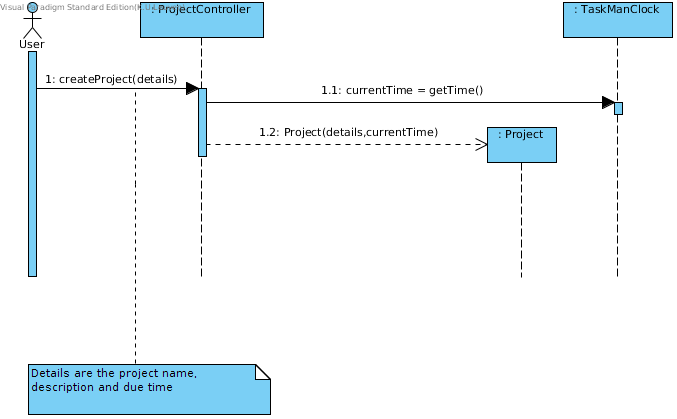 Visual Paradigm Standard Edition(K.U.Leuven)
: ProjectController
: TaskManClock
User
1: createProject(details)
1.1: currentTime = getTime()
1.2: Project(details,currentTime)
: Project
Details are the project name,
description and due time